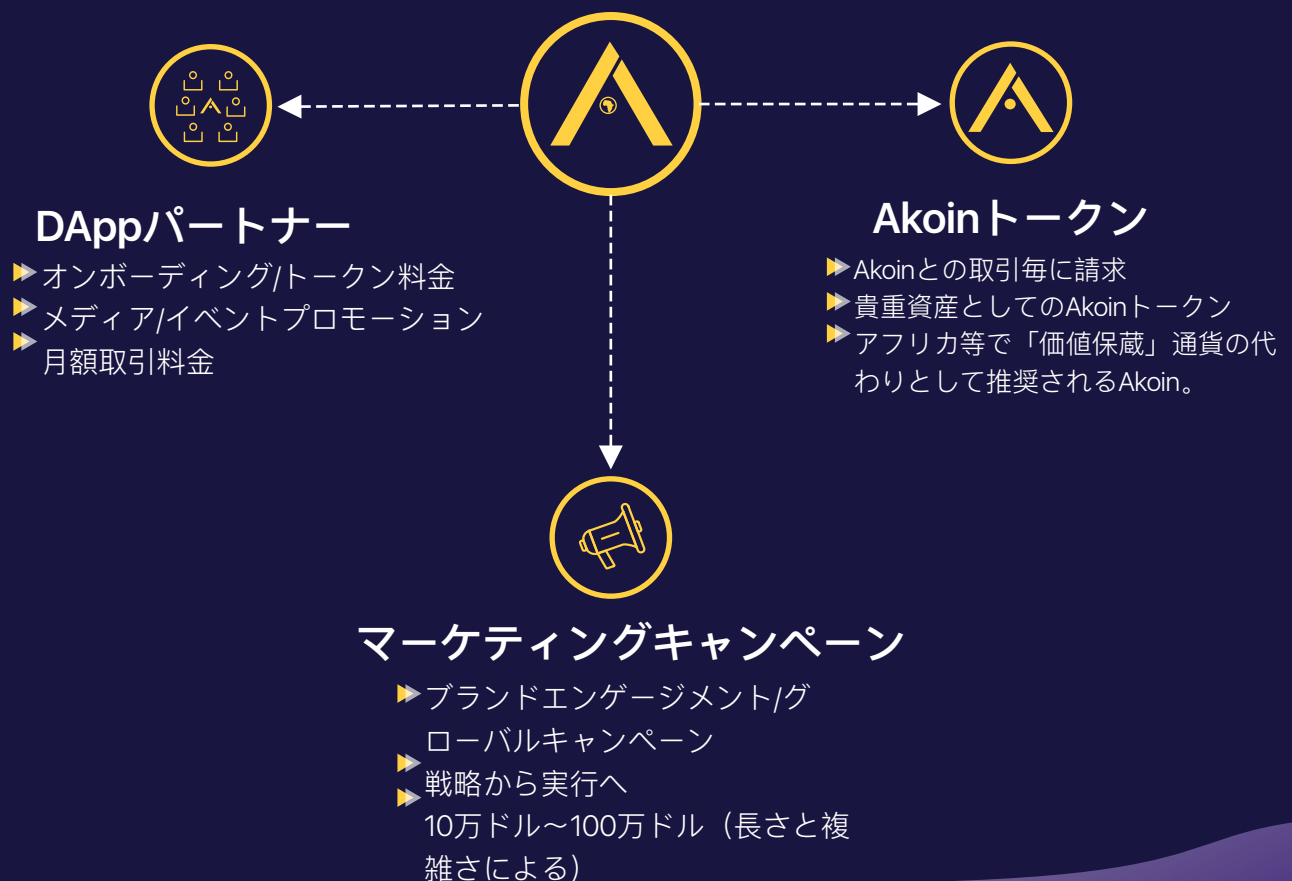 DAppパートナー
オンボーディング/トークン料金
メディア/イベントプロモーション
月額取引料金
Akoinトークン
Akoinとの取引毎に請求
貴重資産としてのAkoinトークン
アフリカ等で「価値保蔵」通貨の代
わりとして推奨されるAkoin。
マーケティングキャンペーン
ブランドエンゲージメント/グ
ローバルキャンペーン
戦略から実行へ
10万ドル～100万ドル（長さと複
雑さによる）